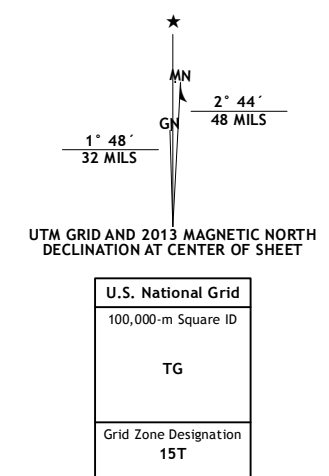 MN
2° 44´
48 MILS
GN
1° 48´
32 MILS
UTM GRID AND 2013 MAGNETIC NORTH
DECLINATION AT CENTER OF SHEET
U.S. National Grid
100,000-m Square ID
TG
Grid Zone Designation
15T